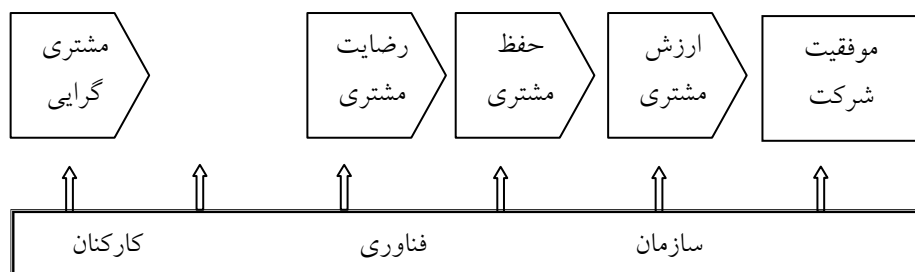 مشتری
گرایی
رضایت
مشتری
حفظ
مشتری
ارزش
مشتری
موفقیت
شرکت
کارکنان
فناوری
سازمان